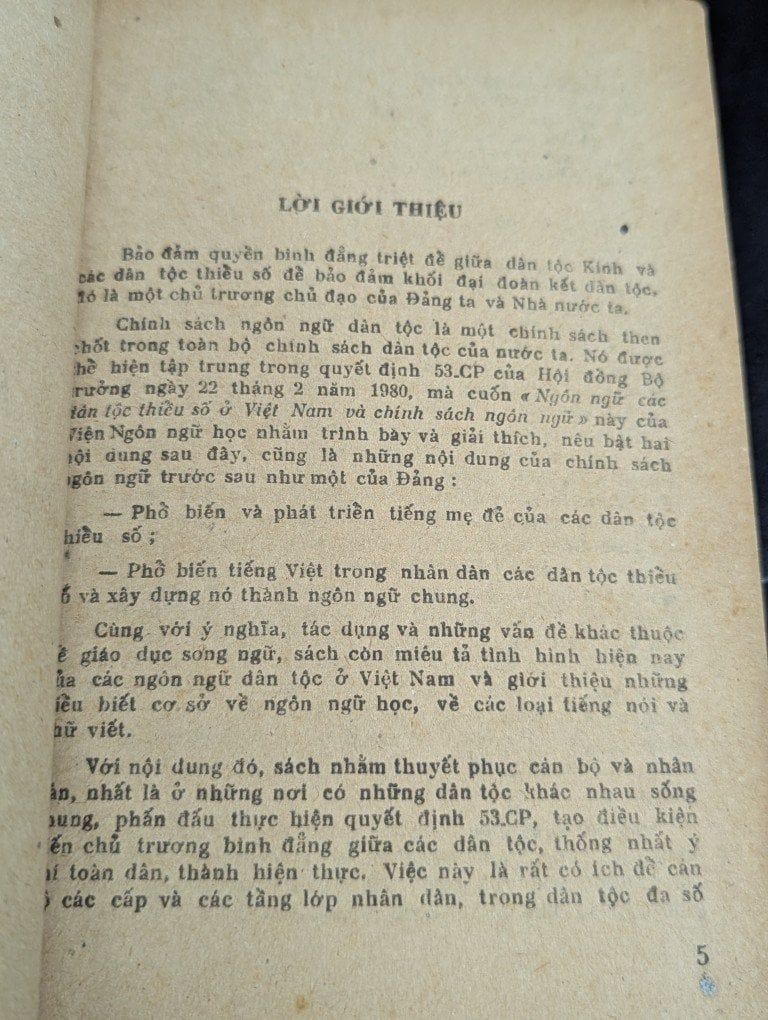 LỜI GIỚI THIỆU
Bảo đảm quyền bình đẳng triệt để giữa dân tộc Kinh và
các dân tộc thiểu số để bảo đảm khối đại đoàn kết dân tộc,
đó là một chủ trương chủ đạo của Đảng ta và Nhà nước ta.
Chính sách ngôn ngữ dân tộc là một chính sách then
chốt trong toàn bộ chính sách dân tộc của nước ta. Nó được
thể hiện tập trung trong quyết định 53.CP của Hội đồng Bộ
trưởng ngày 22 tháng 2 năm 1980, mà cuốn «Ngôn ngữ các
dân tộc thiểu số ở Việt Nam và chính sách ngôn ngữ» này của
Viện Ngôn ngữ học nhằm trình bày và giải thích, nêu bật hai
nội dung sau đây, cũng là những nội dung của chính sách
ngôn ngữ trước sau như một của Đảng :
— Phổ biến và phát triển tiếng mẹ đẻ của các dân tộc
thiểu số ;
— Phổ biến tiếng Việt trong nhân dân các dân tộc thiểu
số và xây dựng nó thành ngôn ngữ chung.
Cùng với ý nghĩa, tác dụng và những vấn đề khác thuộc
về giáo dục song ngữ, sách còn miêu tả tình hình hiện nay
của các ngôn ngữ dân tộc ở Việt Nam và giới thiệu những
hiểu biết cơ sở về ngôn ngữ học, về các loại tiếng nói và
chữ viết.
Với nội dung đó, sách nhằm thuyết phục cán bộ và nhân
dân, nhất là ở những nơi có những dân tộc khác nhau sống
chung, phấn đấu thực hiện quyết định 53.CP, tạo điều kiện
biến chủ trương bình đẳng giữa các dân tộc, thống nhất ý
chí toàn dân, thành hiện thực. Việc này là rất có ích để cán
bộ các cấp và các tầng lớp nhân dân, trong dân tộc đa số
5